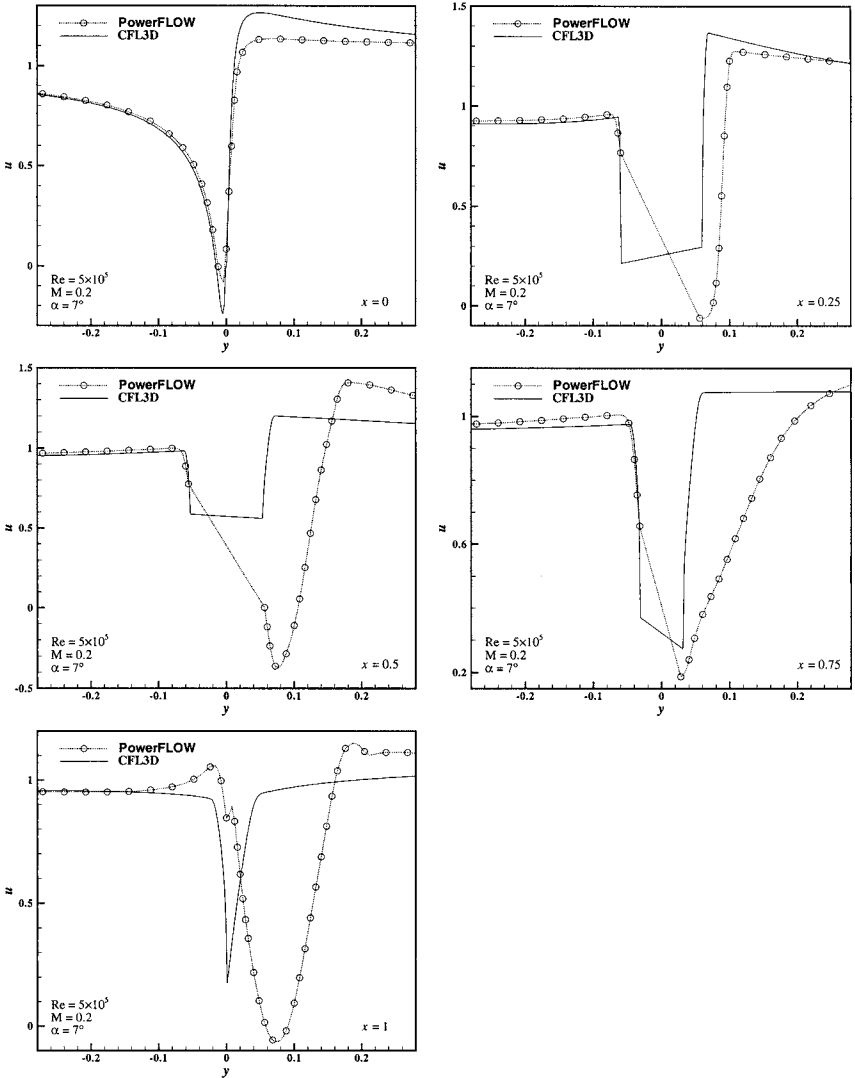 PowerFLOW
CFL3D
u
1
0.5
0
Re = 5×10⁵
M = 0.2
α = 7°
x = 0
-0.2
-0.1
0
0.1
0.2
y
1.5
PowerFLOW
CFL3D
u
1
0.5
0
Re = 5×10⁵
M = 0.2
α = 7°
x = 0.25
-0.2
-0.1
0
0.1
0.2
y
1.5
PowerFLOW
CFL3D
u
1
0.5
0
-0.5
Re = 5×10⁵
M = 0.2
α = 7°
x = 0.5
-0.2
-0.1
0
0.1
0.2
y
PowerFLOW
CFL3D
u
1
0.6
0.2
Re = 5×10⁵
M = 0.2
α = 7°
x = 0.75
-0.2
-0.1
0
0.1
0.2
y
PowerFLOW
CFL3D
u
1
0.5
0
Re = 5×10⁵
M = 0.2
α = 7°
x = 1
-0.2
-0.1
0
0.1
0.2
y